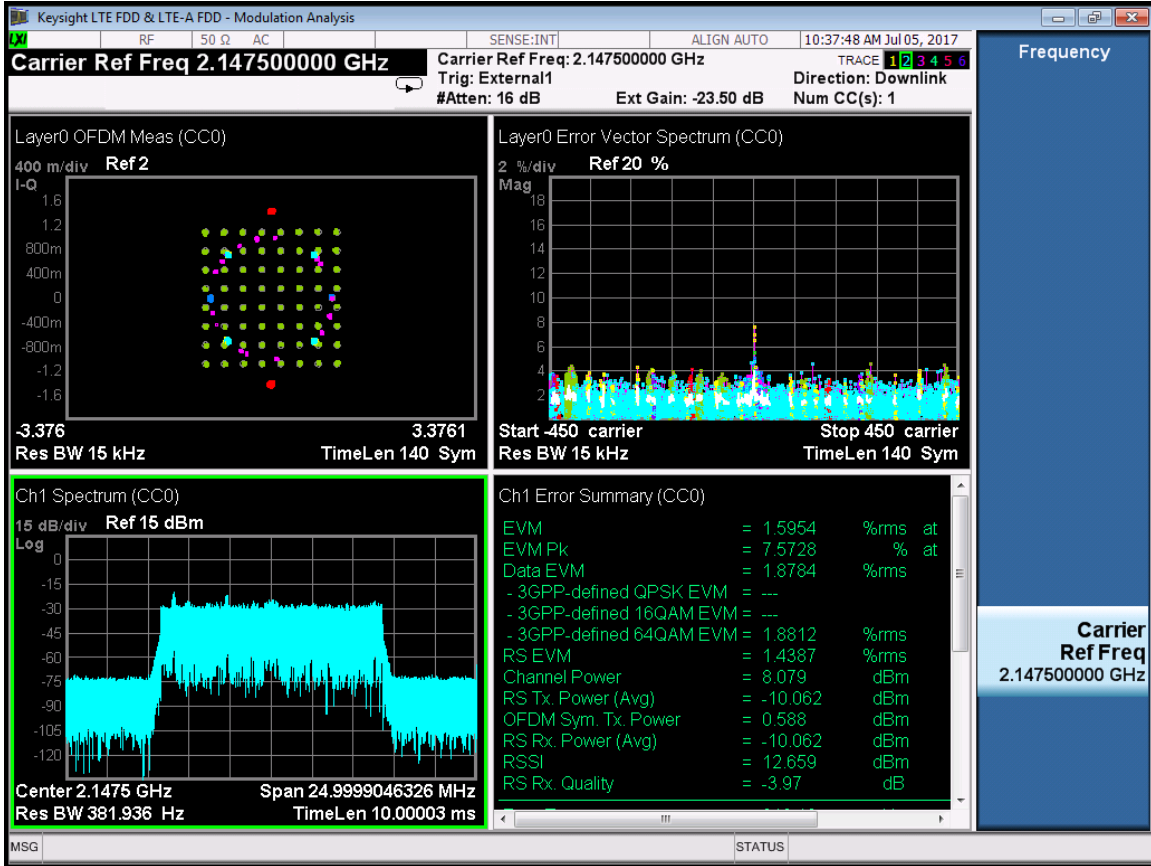 Keysight LTE FDD & LTE-A FDD - Modulation Analysis
LXI RF 50 Ω AC SENSE:INT ALIGN AUTO 10:37:48 AM Jul 05, 2017
Carrier Ref Freq 2.147500000 GHz
Carrier Ref Freq: 2.147500000 GHz
Trig: External1
#Atten: 16 dB Ext Gain: -23.50 dB
TRACE 1 2 3 4 5 6
Direction: Downlink
Num CC(s): 1
Frequency
Layer0 OFDM Meas (CC0)
400 m/div Ref 2
I-Q
1.6
1.2
800m
400m
0
-400m
-800m
-1.2
-1.6
-3.376 3.3761
Res BW 15 kHz TimeLen 140 Sym
Layer0 Error Vector Spectrum (CC0)
2 %/div Ref 20 %
Mag
18
16
14
12
10
8
6
4
2
Start -450 carrier Stop 450 carrier
Res BW 15 kHz TimeLen 140 Sym
Ch1 Spectrum (CC0)
15 dB/div Ref 15 dBm
Log
0
-15
-30
-45
-60
-75
-90
-105
-120
Center 2.1475 GHz Span 24.9999046326 MHz
Res BW 381.936 Hz TimeLen 10.00003 ms
Ch1 Error Summary (CC0)
EVM = 1.5954 %rms at
EVM Pk = 7.5728 % at
Data EVM = 1.8784 %rms
- 3GPP-defined QPSK EVM = ---
- 3GPP-defined 16QAM EVM = ---
- 3GPP-defined 64QAM EVM = 1.8812 %rms
RS EVM = 1.4387 %rms
Channel Power = 8.079 dBm
RS Tx. Power (Avg) = -10.062 dBm
OFDM Sym. Tx. Power = 0.588 dBm
RS Rx. Power (Avg) = -10.062 dBm
RSSI = 12.659 dBm
RS Rx. Quality = -3.97 dB
Carrier
Ref Freq
2.147500000 GHz
MSG STATUS